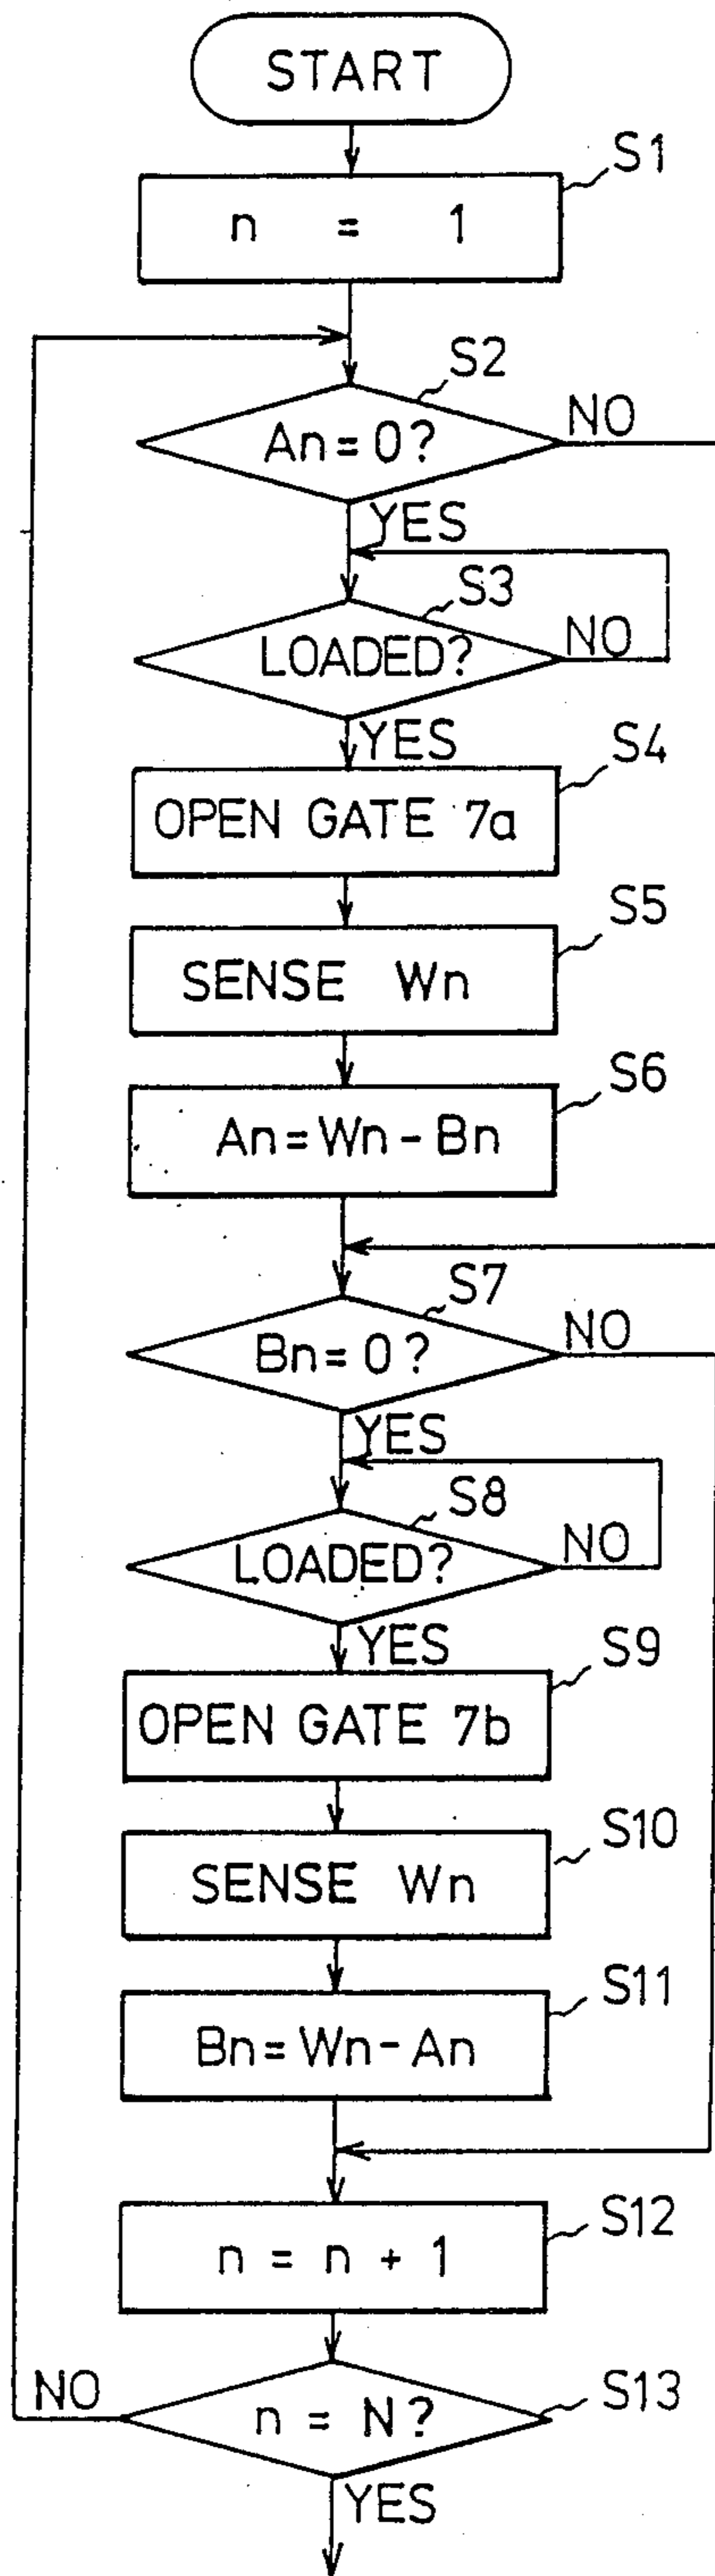 START
S1
n = 1
S2
An=0?
NO
YES
S3
LOADED?
NO
YES
S4
OPEN GATE 7a
S5
SENSE Wn
S6
An=Wn-Bn
S7
Bn=0?
NO
YES
S8
LOADED?
NO
YES
S9
OPEN GATE 7b
S10
SENSE Wn
S11
Bn=Wn-An
S12
n = n + 1
S13
NO
n = N?
YES